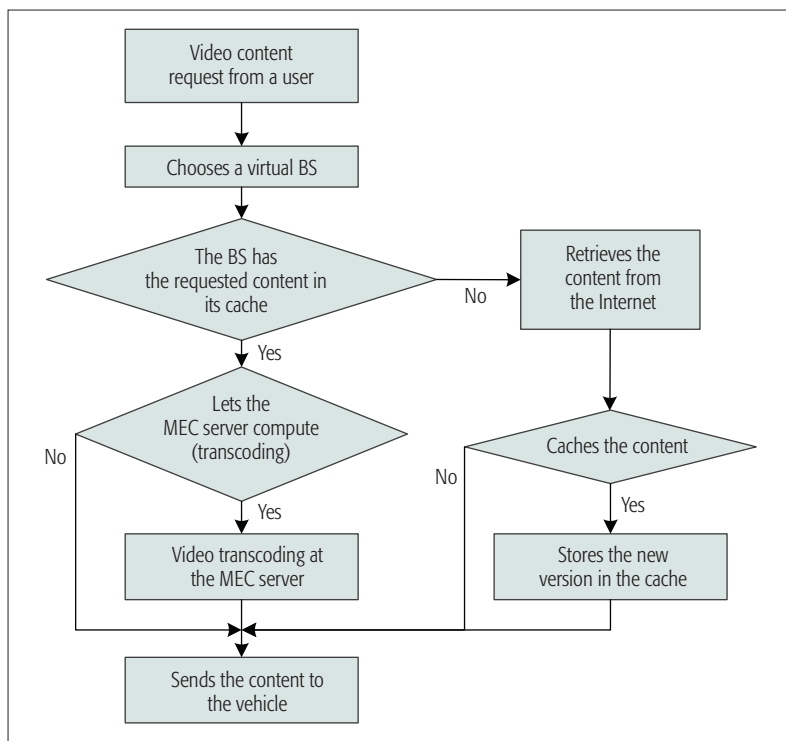 Video content
request from a user
Chooses a virtual BS
The BS has
the requested content in
its cache
No
Retrieves the
content from
the Internet
Yes
Lets the
MEC server compute
(transcoding)
No
Caches the content
No
Yes
Yes
Video transcoding at
the MEC server
Stores the new
version in the cache
Sends the content to
the vehicle